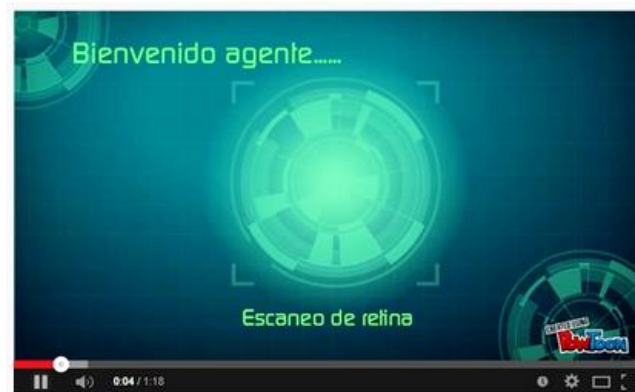 Bienvenido agente......
Escaneo de retina
CREATED USING
PowToon
0:04 / 1:18